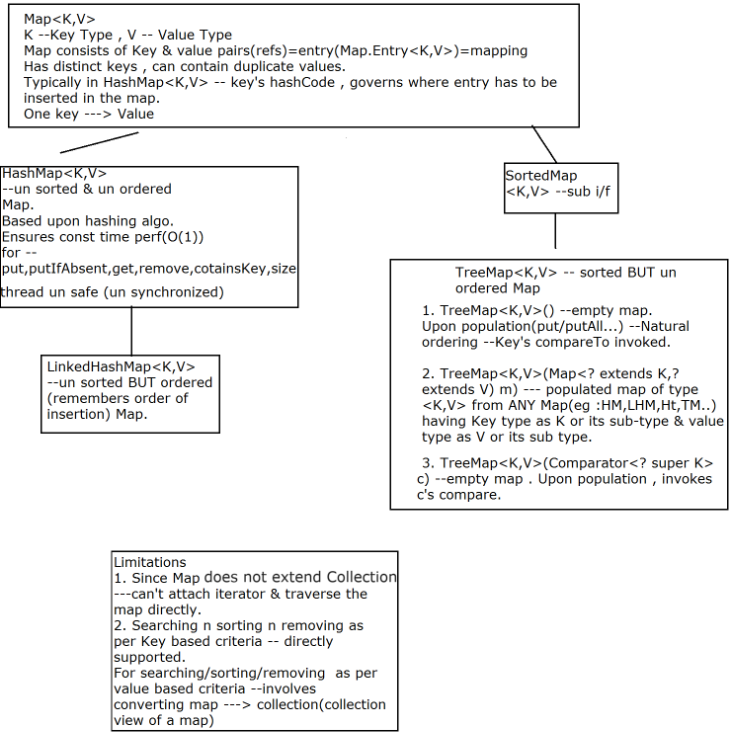 Map<K,V>
K --Key Type , V -- Value Type
Map consists of Key & value pairs(refs)=entry(Map.Entry<K,V>)=mapping
Has distinct keys , can contain duplicate values.
Typically in HashMap<K,V> -- key's hashCode , governs where entry has to be
inserted in the map.
One key ---> Value
HashMap<K,V>
--un sorted & un ordered
Map.
Based upon hashing algo.
Ensures const time perf(O(1))
for --
put,putIfAbsent,get,remove,cotainsKey,size
thread un safe (un synchronized)
LinkedHashMap<K,V>
--un sorted BUT ordered
(remembers order of
insertion) Map.
SortedMap
<K,V> --sub i/f
TreeMap<K,V> -- sorted BUT un
ordered Map
1. TreeMap<K,V>() --empty map.
Upon population(put/putAll...) --Natural
ordering --Key's compareTo invoked.
2. TreeMap<K,V>(Map<? extends K,?
extends V) m) --- populated map of type
<K,V> from ANY Map(eg :HM,LHM,Ht,TM..)
having Key type as K or its sub-type & value
type as V or its sub type.
3. TreeMap<K,V>(Comparator<? super K>
c) --empty map . Upon population , invokes
c's compare.
Limitations
1. Since Map does not extend Collection
---can't attach iterator & traverse the
map directly.
2. Searching n sorting n removing as
per Key based criteria -- directly
supported.
For searching/sorting/removing as per
value based criteria --involves
converting map ---> collection(collection
view of a map)